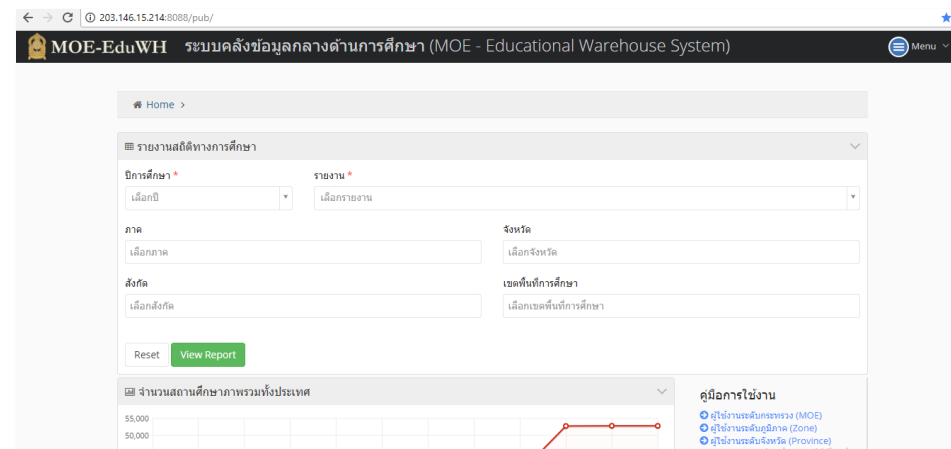 203.146.15.214:8088/pub/
MOE-EduWH ระบบคลังข้อมูลกลางด้านการศึกษา (MOE - Educational Warehouse System) Menu
Home >
รายงานสถิติทางการศึกษา
ปีการศึกษา * รายงาน *
เลือกปี เลือกรายงาน
ภาค จังหวัด
เลือกภาค เลือกจังหวัด
สังกัด เขตพื้นที่การศึกษา
เลือกสังกัด เลือกเขตพื้นที่การศึกษา
Reset View Report
จำนวนสถานศึกษาภาพรวมทั้งประเทศ
55,000
50,000
คู่มือการใช้งาน
ผู้ใช้งานระดับกระทรวง (MOE)
ผู้ใช้งานระดับภูมิภาค (Zone)
ผู้ใช้งานระดับจังหวัด (Province)